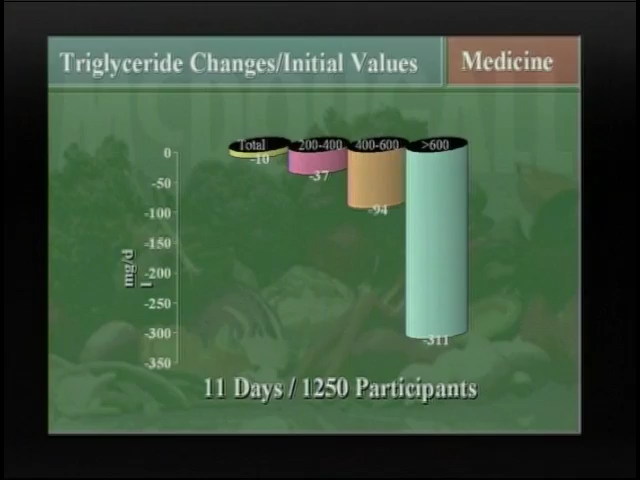 Triglyceride Changes/Initial Values
Medicine
Total 200-400 400-600 >600
0
-50
-100
-150
-200
-250
-300
-350
mg/d
l
-10
-37
-94
-311
11 Days / 1250 Participants